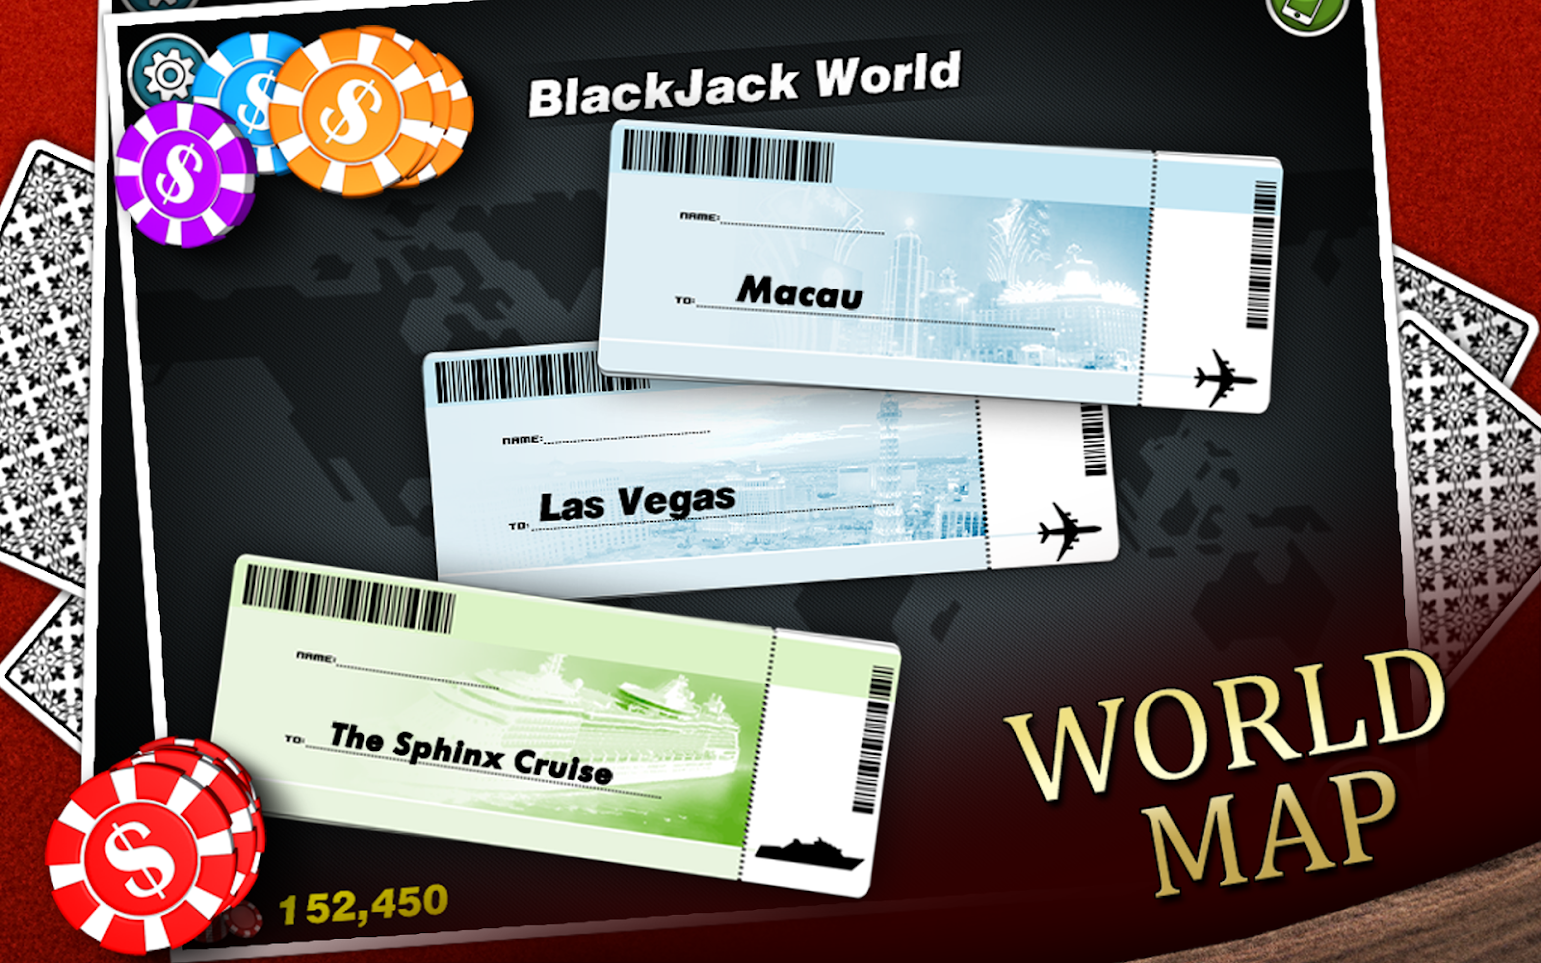 BlackJack World
NAME:
TO: Macau
NAME:
TO: Las Vegas
NAME:
TO: The Sphinx Cruise
152,450
WORLD
MAP
$
$
$
$